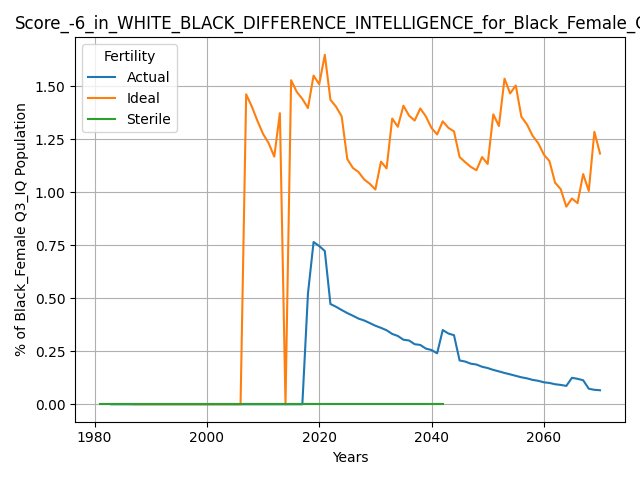 Score_-6_in_WHITE_BLACK_DIFFERENCE_INTELLIGENCE_for_Black_Female_
Fertility
Actual
Ideal
Sterile
% of Black_Female Q3_IQ Population
1.50
1.25
1.00
0.75
0.50
0.25
0.00
1980
2000
2020
2040
2060
Years